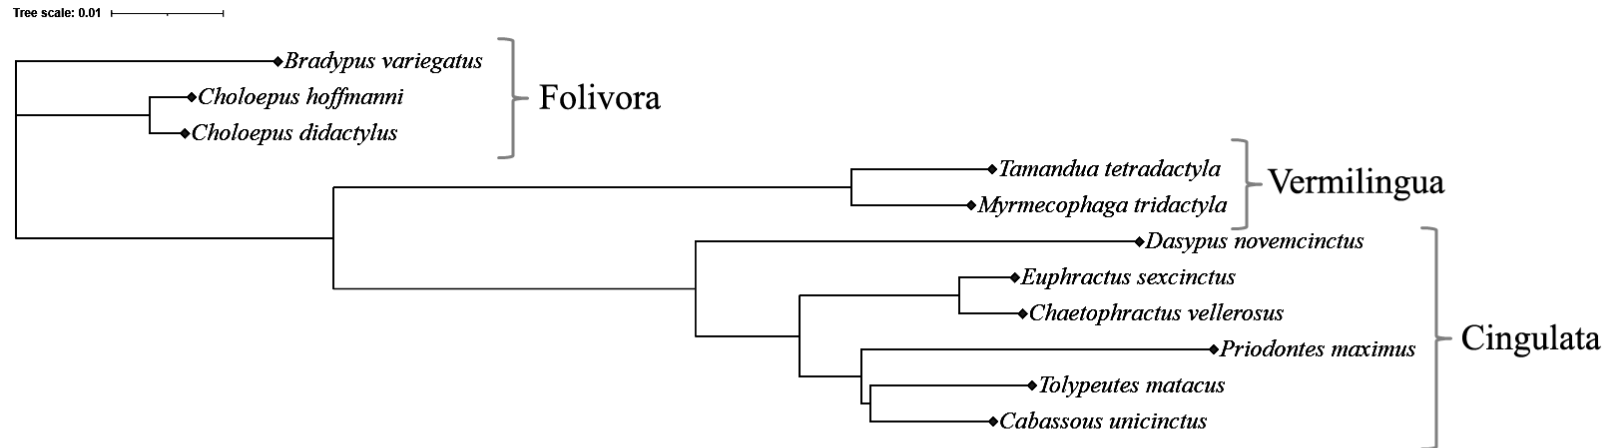 Tree scale: 0.01
Bradypus variegatus
Choloepus hoffmanni
Folivora
Choloepus didactylus
Tamandua tetradactyla
Vermilingua
Myrmecophaga tridactyla
Dasypus novemcinctus
Euphractus sexcinctus
Chaetophractus vellerosus
Cingulata
Priodontes maximus
Tolypeutes matacus
Cabassous unicinctus